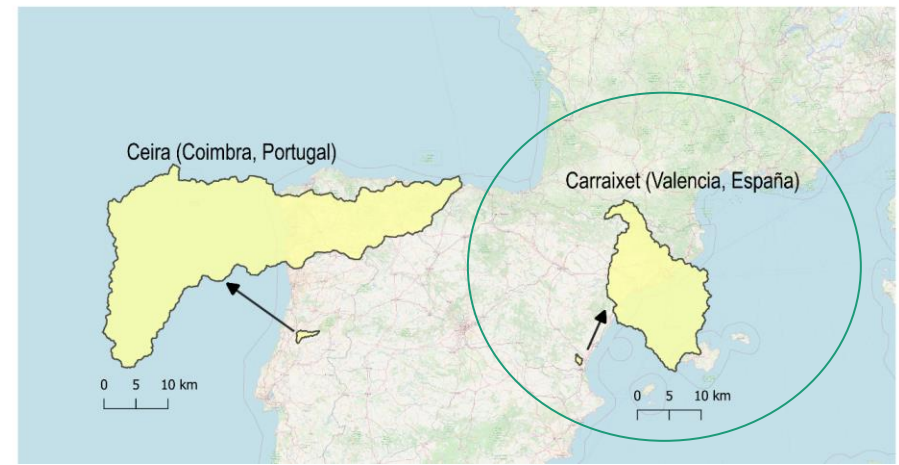 Ceira (Coimbra, Portugal)
Carraixet (Valencia, España)
0 5 10 km
0 5 10 km